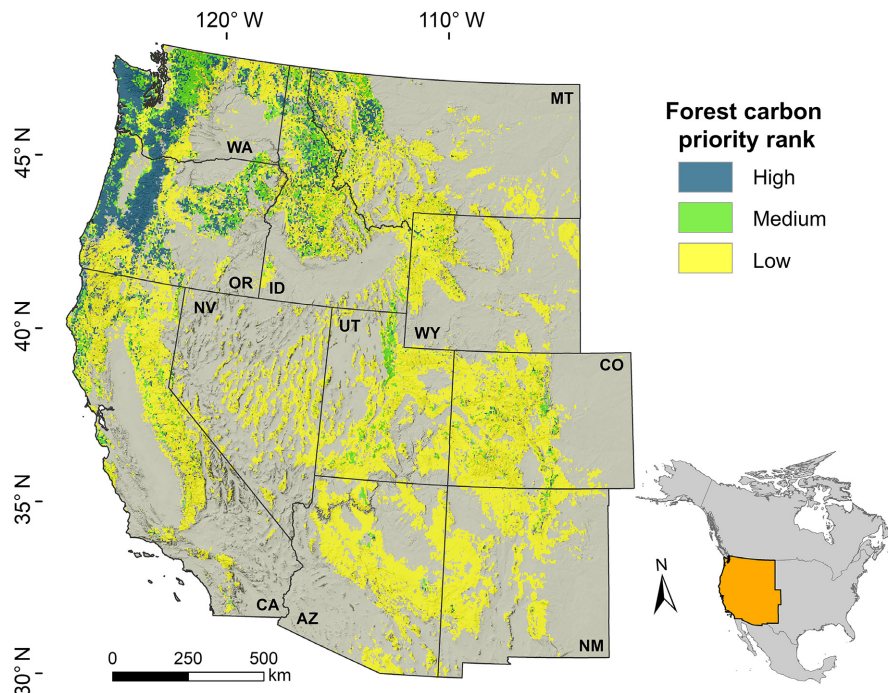 120° W
110° W
45° N
40° N
35° N
30° N
MT
WA
OR
ID
NV
UT
WY
CO
CA
AZ
NM
Forest carbon
priority rank
High
Medium
Low
N
0 250 500
km